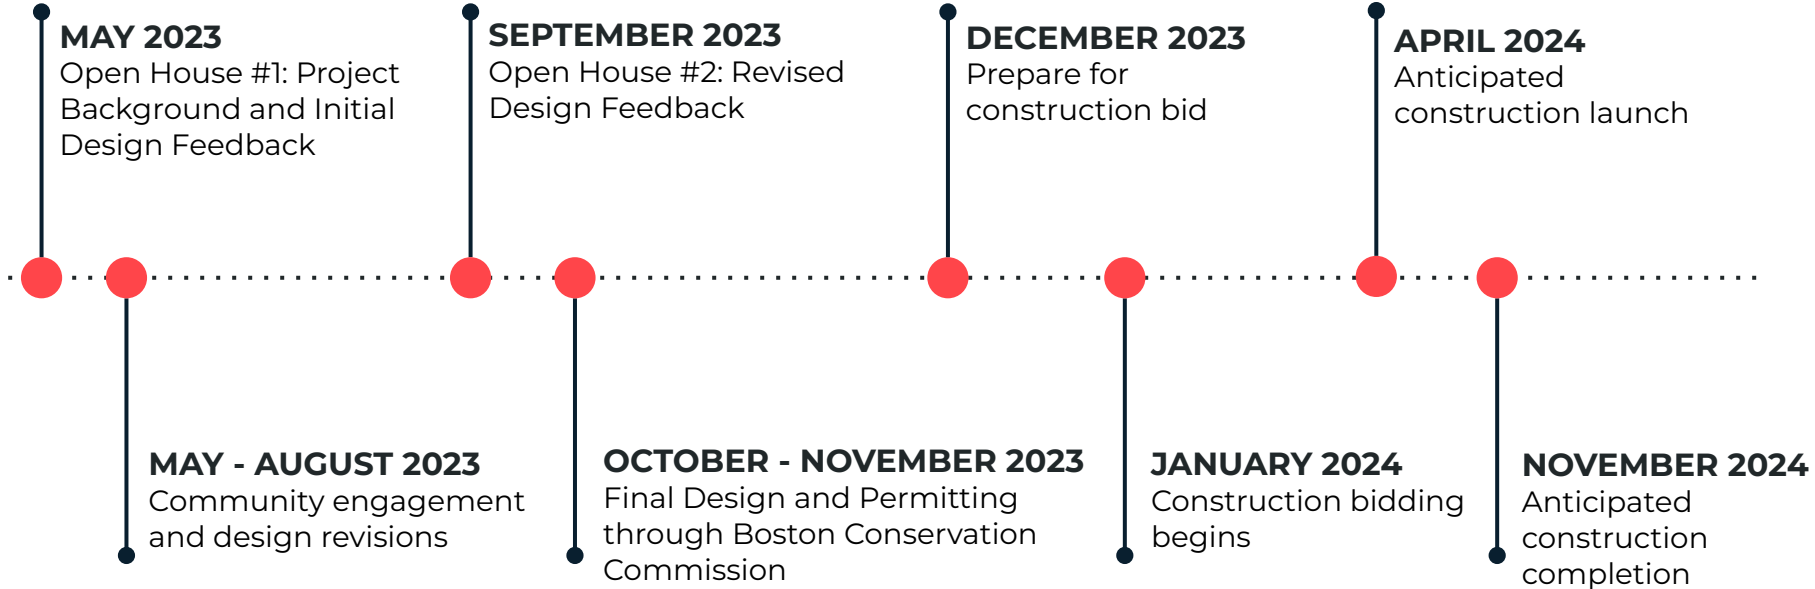 MAY 2023
Open House #1: Project
Background and Initial
Design Feedback
SEPTEMBER 2023
Open House #2: Revised
Design Feedback
DECEMBER 2023
Prepare for
construction bid
APRIL 2024
Anticipated
construction launch
MAY - AUGUST 2023
Community engagement
and design revisions
OCTOBER - NOVEMBER 2023
Final Design and Permitting
through Boston Conservation
Commission
JANUARY 2024
Construction bidding
begins
NOVEMBER 2024
Anticipated
construction
completion